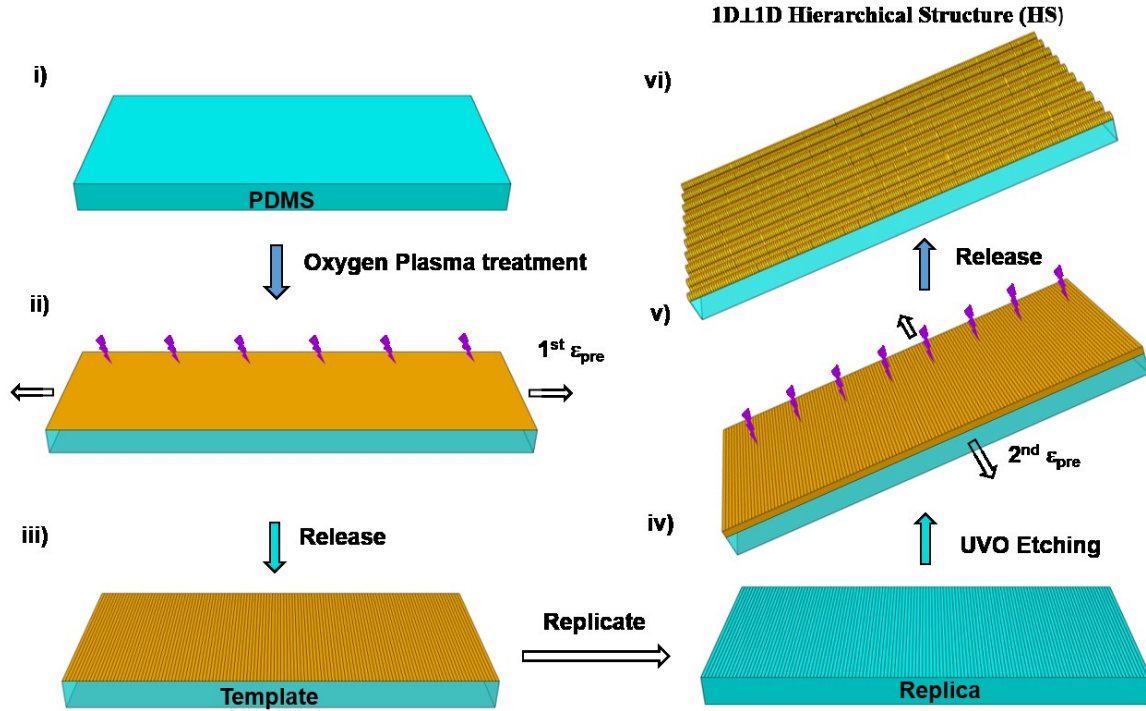 1D⊥1D Hierarchical Structure (HS)
i)
PDMS
Oxygen Plasma treatment
ii)
1st εpre
iii)
Release
Template
Replicate
iv)
Replica
UVO Etching
v)
2nd εpre
Release
vi)